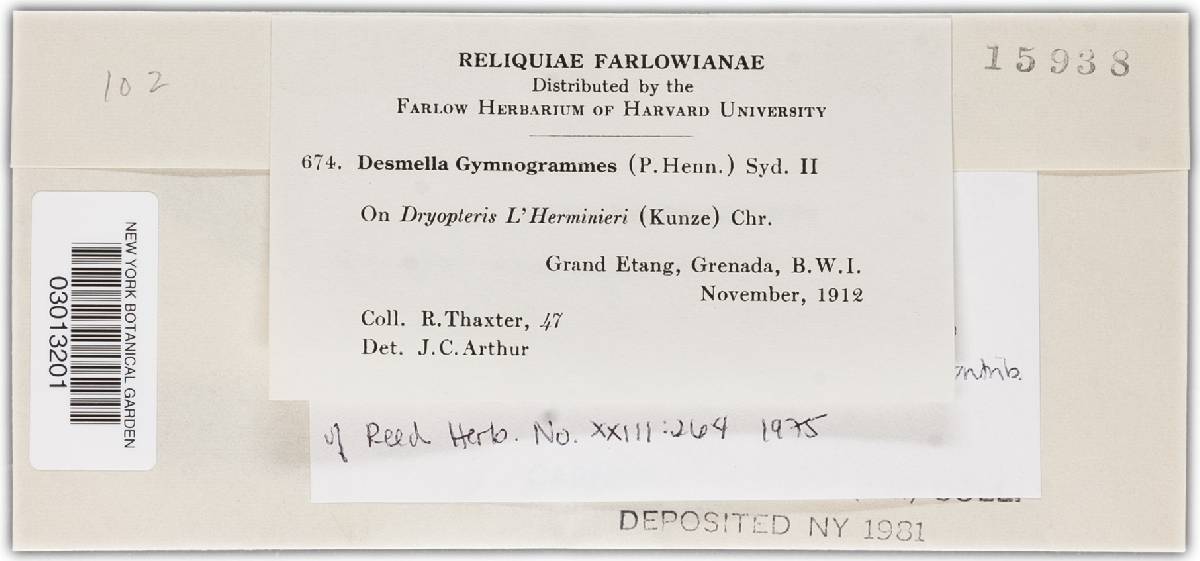 102
15938
RELIQUIAE FARLOWIANAE
Distributed by the
FARLOW HERBARIUM OF HARVARD UNIVERSITY
674. Desmella Gymnogrammes (P. Henn.) Syd. II
On Dryopteris L'Herminieri (Kunze) Chr.
Grand Etang, Grenada, B.W.I.
November, 1912
Coll. R. Thaxter, 47
Det. J.C. Arthur
NEW YORK BOTANICAL GARDEN
03013201
of Reed Herb. No. XXIII:264 1975
DEPOSITED NY 1981